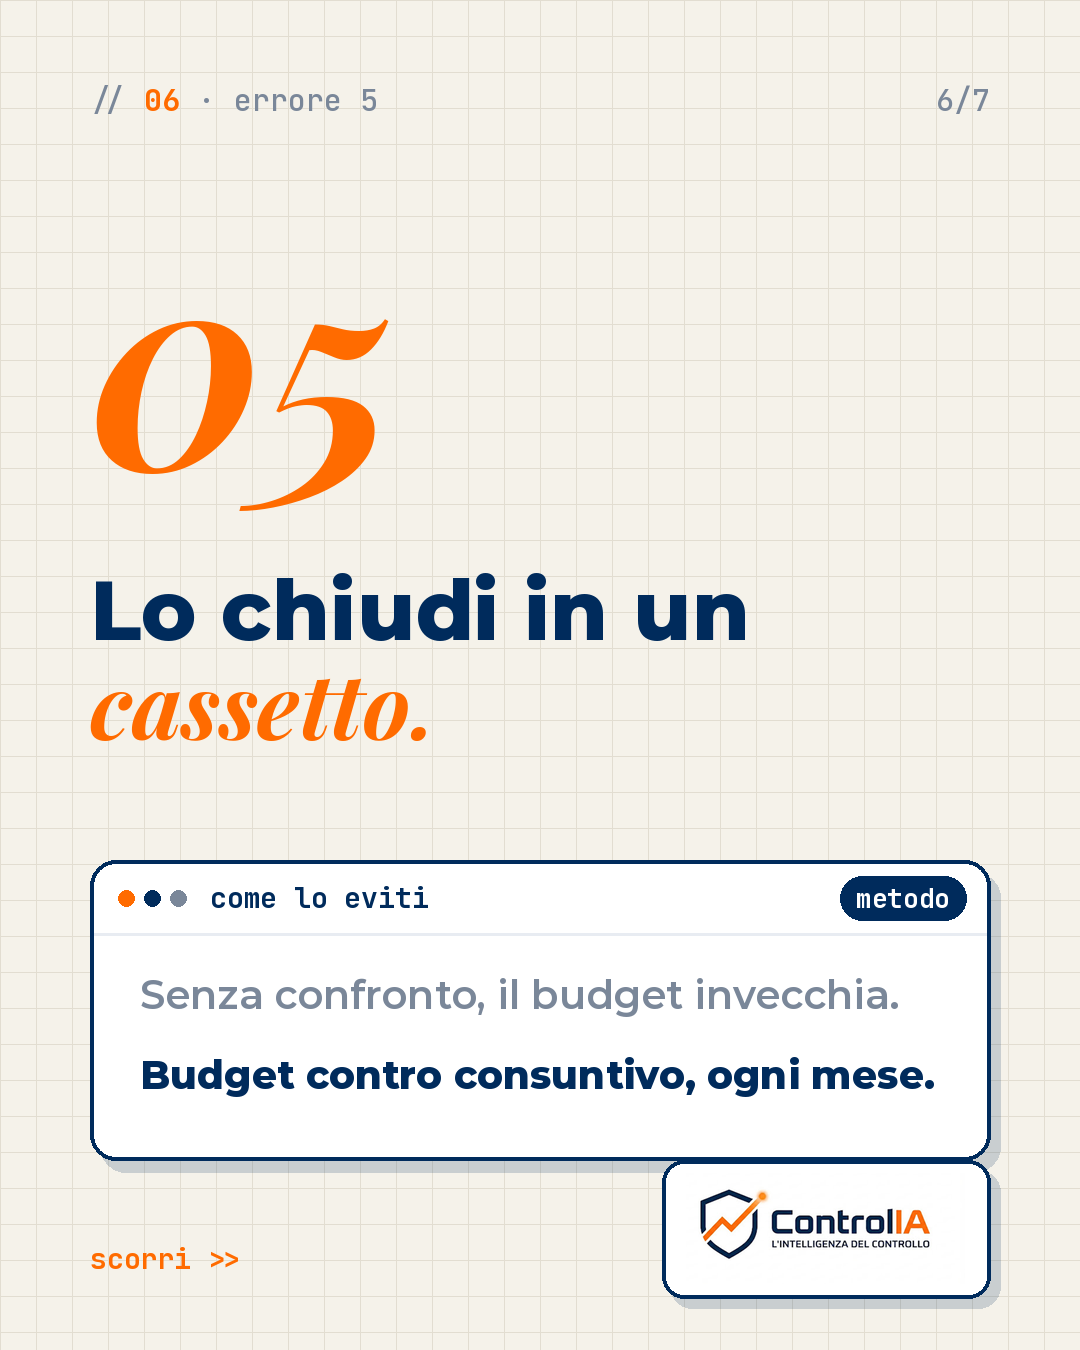 // 06 · errore 5
6/7
05
Lo chiudi in un
cassetto.
come lo eviti
metodo
Senza confronto, il budget invecchia.
Budget contro consuntivo, ogni mese.
ControlIA
L'INTELLIGENZA DEL CONTROLLO
scorri >>